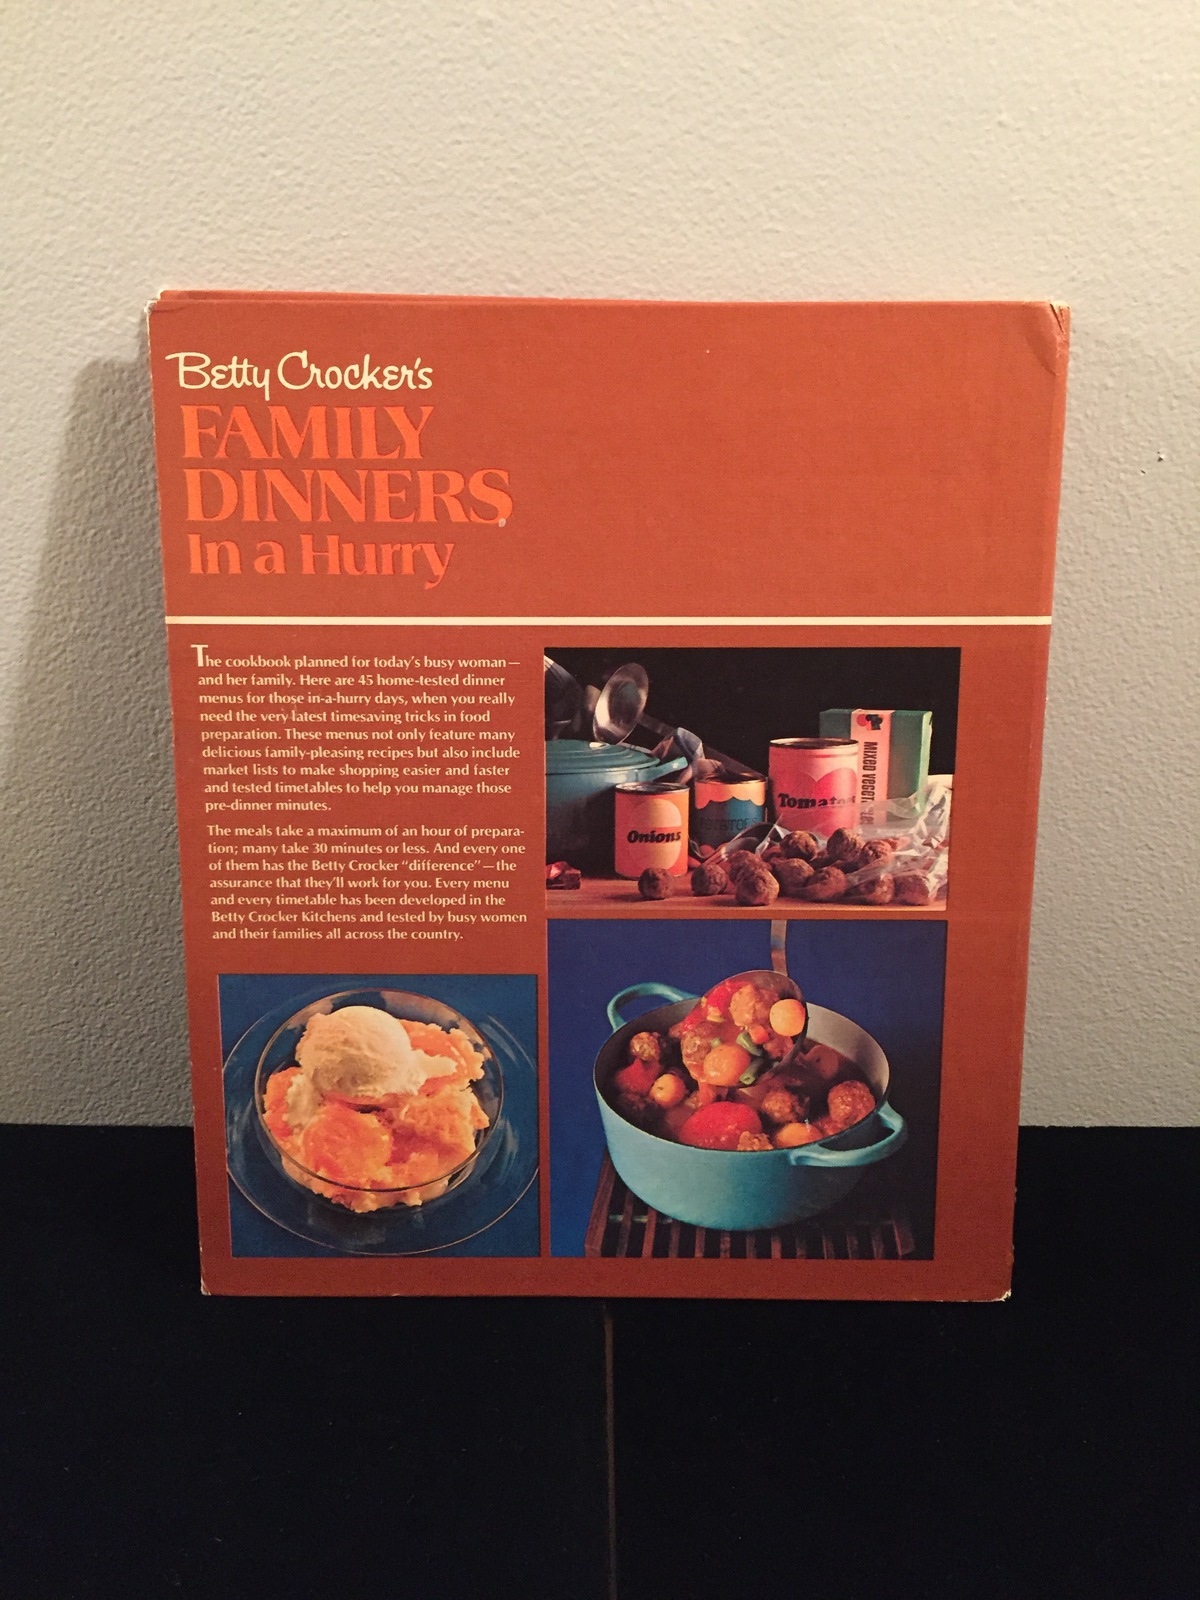 Betty Crocker's
FAMILY
DINNERS
In a Hurry
The cookbook planned for today's busy woman—
and her family. Here are 45 home-tested dinner
menus for those in-a-hurry days, when you really
need the very latest timesaving tricks in food
preparation. These menus not only feature many
delicious family-pleasing recipes but also include
market lists to make shopping easier and faster
and tested timetables to help you manage those
pre-dinner minutes.
The meals take a maximum of an hour of prepara-
tion; many take 30 minutes or less. And every one
of them has the Betty Crocker “difference”—the
assurance that they'll work for you. Every menu
and every timetable has been developed in the
Betty Crocker Kitchens and tested by busy women
and their families all across the country.
Onions
Tomatoes
MIXED